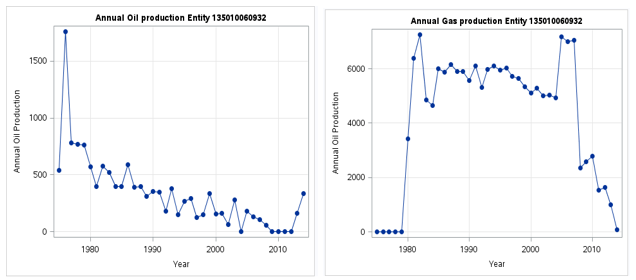 Annual Oil production Entity 135010060932
Annual Oil Production
1500
1000
500
0
1980
1990
2000
2010
Year
Annual Gas production Entity 135010060932
Annual Oil Production
6000
4000
2000
0
1980
1990
2000
2010
Year